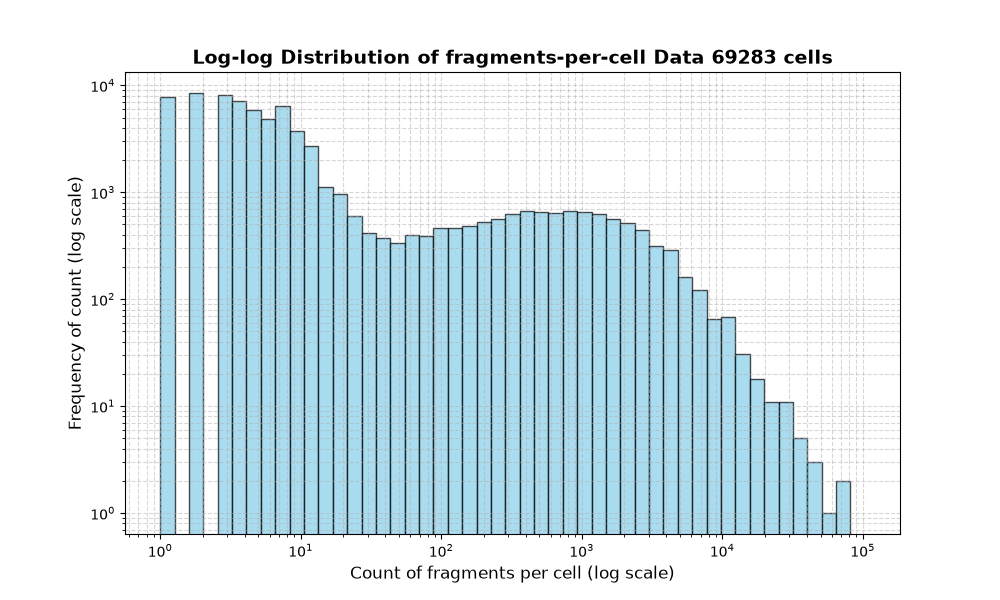 Log-log Distribution of fragments-per-cell Data 69283 cells
Frequency of count (log scale)
10⁴
10³
10²
10¹
10⁰
10⁰ 10¹ 10² 10³ 10⁴ 10⁵
Count of fragments per cell (log scale)